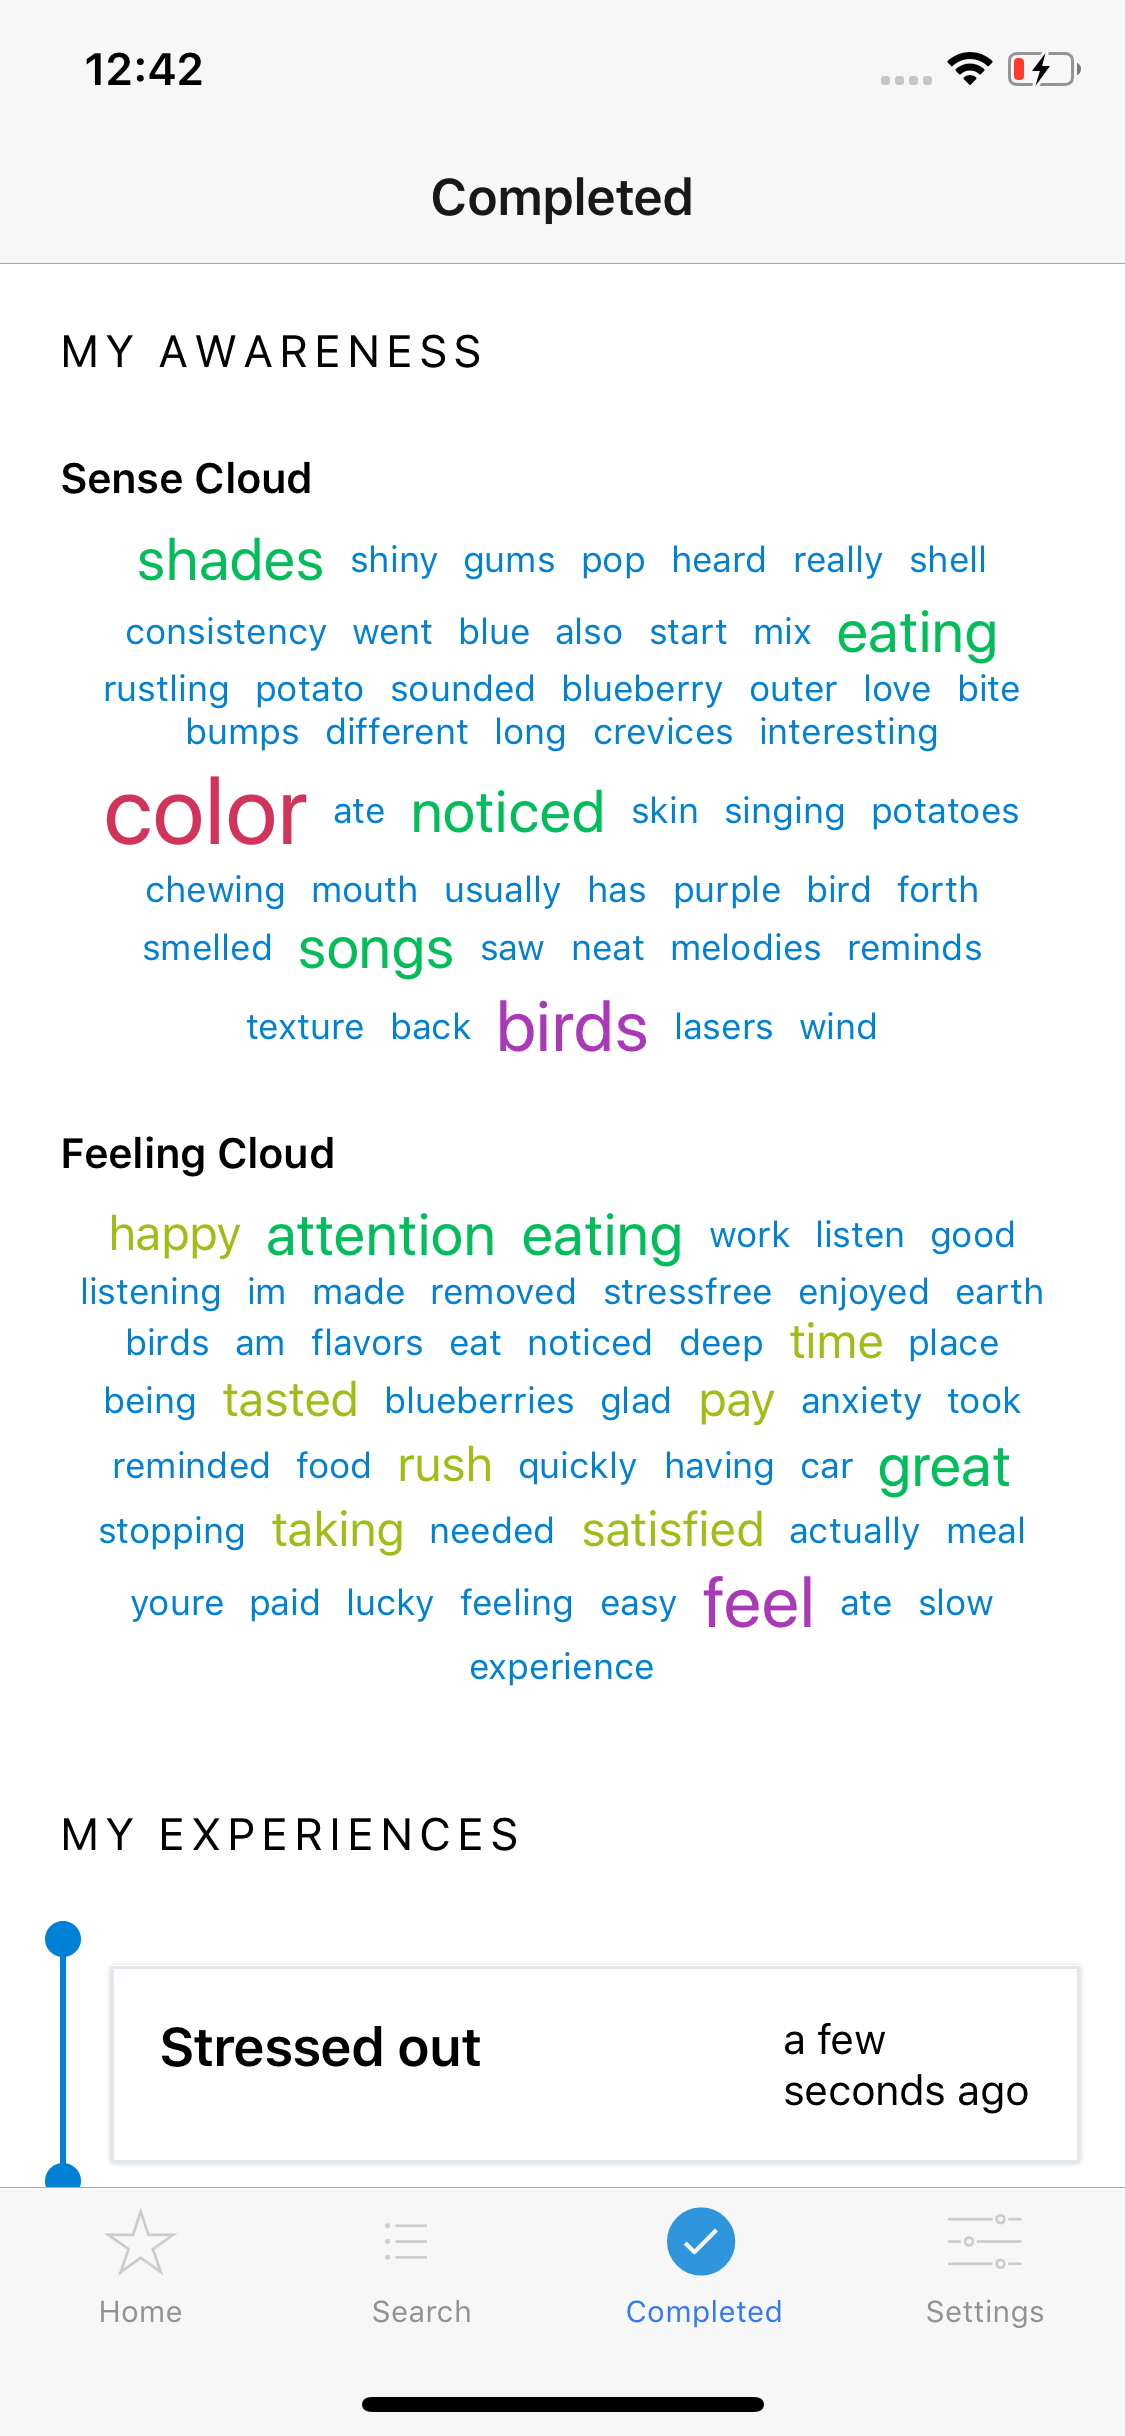 12:42
Completed
MY AWARENESS
Sense Cloud
shades shiny gums pop heard really shell
consistency went blue also start mix eating
rustling potato sounded blueberry outer love bite
bumps different long crevices interesting
color ate noticed skin singing potatoes
chewing mouth usually has purple bird forth
smelled songs saw neat melodies reminds
texture back birds lasers wind
Feeling Cloud
happy attention eating work listen good
listening im made removed stressfree enjoyed earth
birds am flavors eat noticed deep time place
being tasted blueberries glad pay anxiety took
reminded food rush quickly having car great
stopping taking needed satisfied actually meal
youre paid lucky feeling easy feel ate slow
experience
MY EXPERIENCES
Stressed out
a few
seconds ago
Home Search Completed Settings